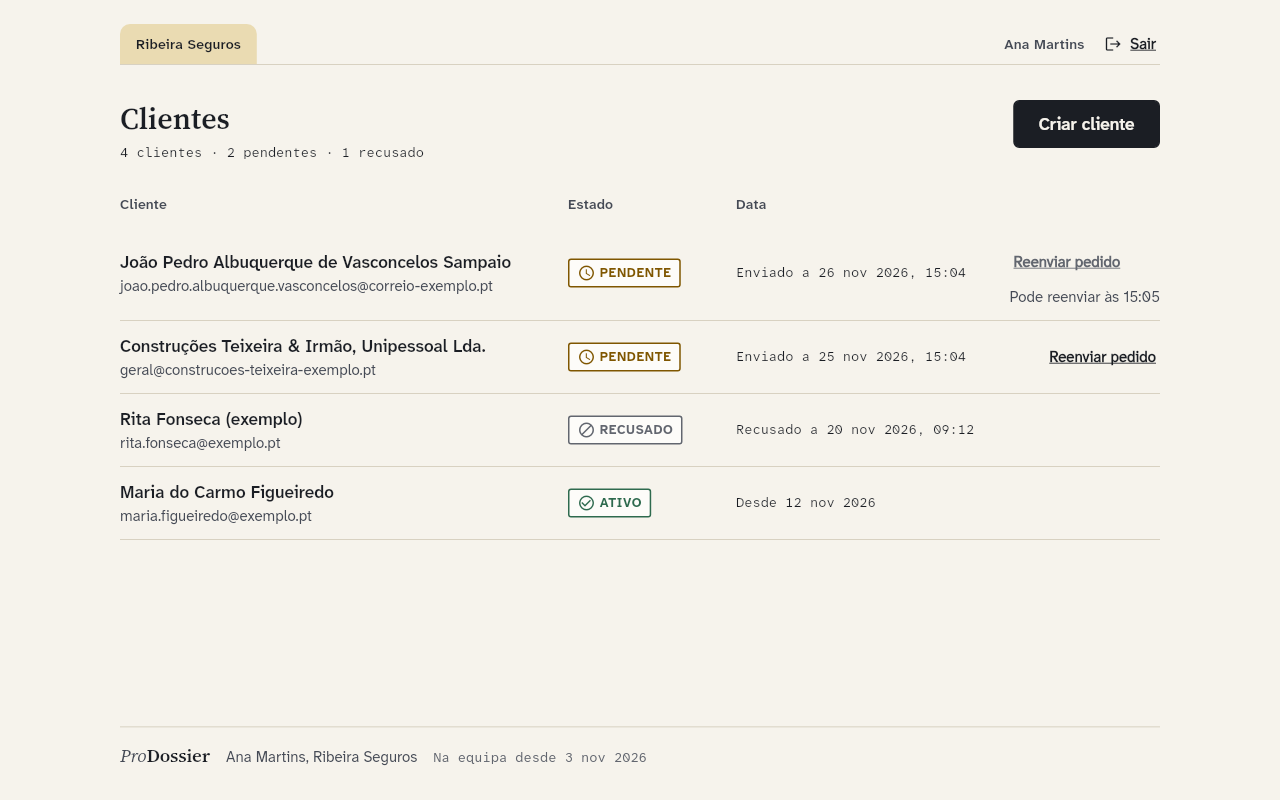 Ribeira Seguros
Ana Martins
Sair
Clientes
Criar cliente
4 clientes · 2 pendentes · 1 recusado
Cliente
Estado
Data
João Pedro Albuquerque de Vasconcelos Sampaio
joao.pedro.albuquerque.vasconcelos@correio-exemplo.pt
PENDENTE
Enviado a 26 nov 2026, 15:04
Reenviar pedido
Pode reenviar às 15:05
Construções Teixeira & Irmão, Unipessoal Lda.
geral@construcoes-teixeira-exemplo.pt
PENDENTE
Enviado a 25 nov 2026, 15:04
Reenviar pedido
Rita Fonseca (exemplo)
rita.fonseca@exemplo.pt
RECUSADO
Recusado a 20 nov 2026, 09:12
Maria do Carmo Figueiredo
maria.figueiredo@exemplo.pt
ATIVO
Desde 12 nov 2026
ProDossier
Ana Martins, Ribeira Seguros
Na equipa desde 3 nov 2026